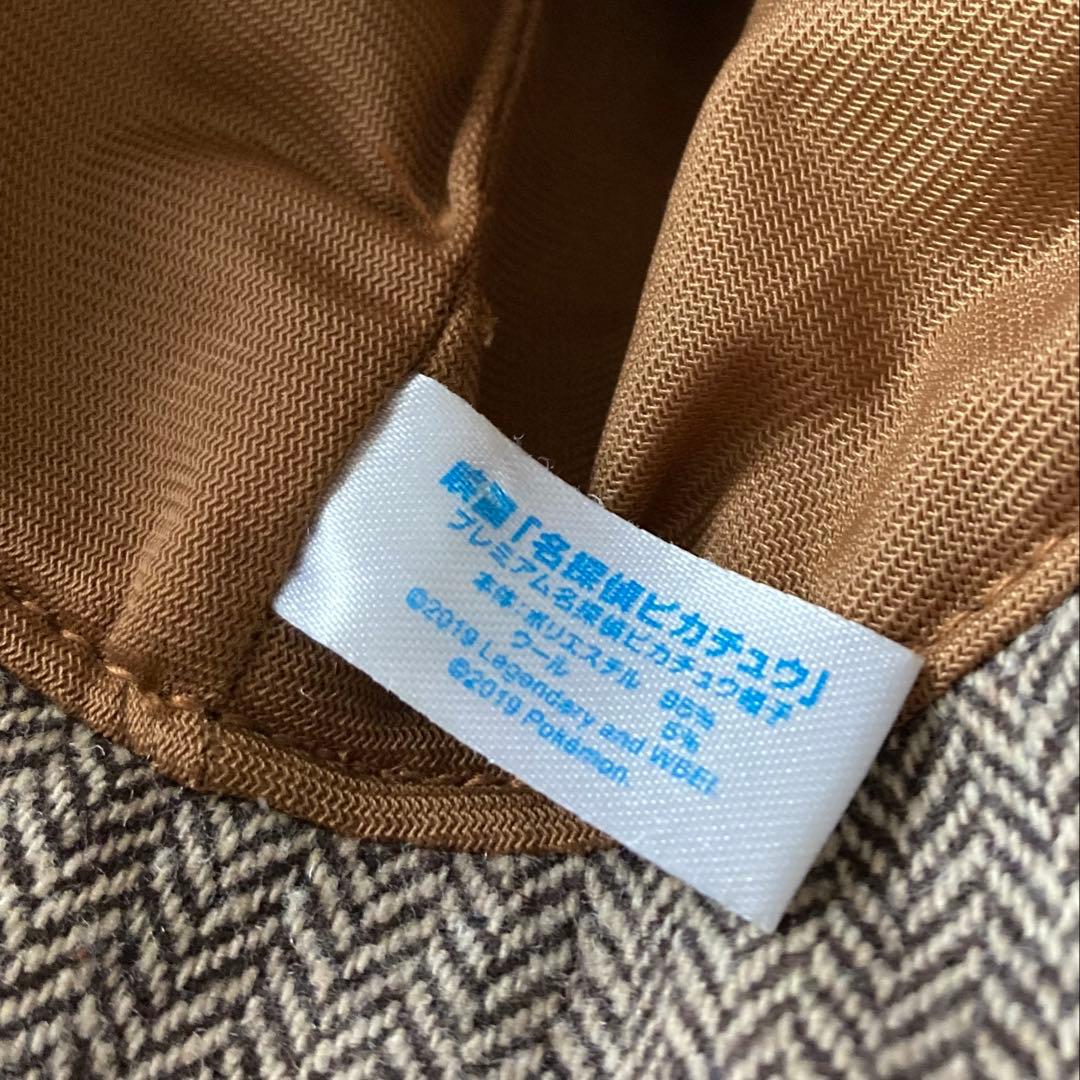 映画「名探偵ピカチュウ」
プレミアム名探偵ピカチュウ帽子
本体:ポリエステル 95%
ウール 5%
©2019 Legendary and WBEI.
©2019 Pokémon.